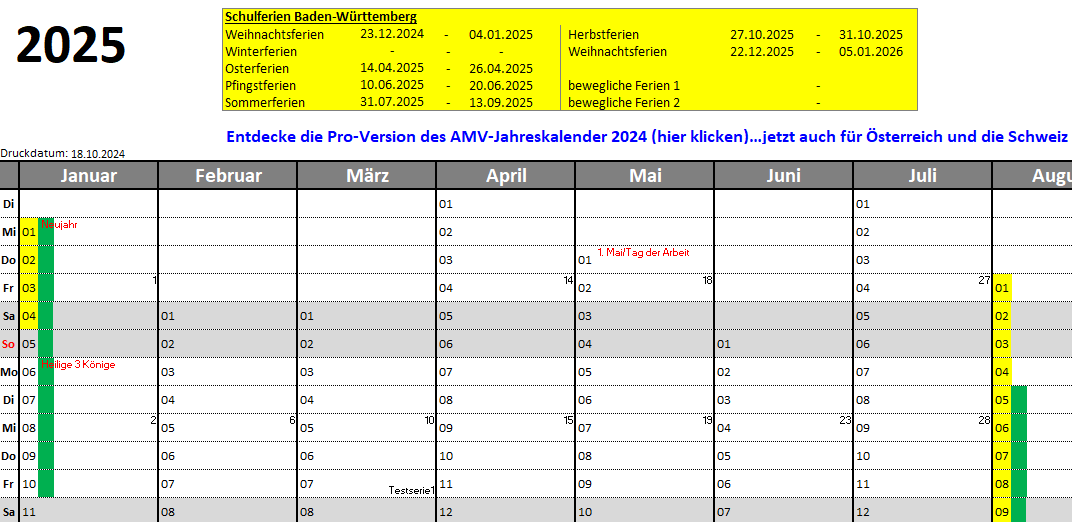 2025
Schulferien Baden-Württemberg
Weihnachtsferien 23.12.2024 - 04.01.2025 Herbstferien 27.10.2025 - 31.10.2025
Winterferien - - - Weihnachtsferien 22.12.2025 - 05.01.2026
Osterferien 14.04.2025 - 26.04.2025
Pfingstferien 10.06.2025 - 20.06.2025 bewegliche Ferien 1 -
Sommerferien 31.07.2025 - 13.09.2025 bewegliche Ferien 2 -
Entdecke die Pro-Version des AMV-Jahreskalender 2024 (hier klicken)...jetzt auch für Österreich und die Schweiz
Druckdatum: 18.10.2024
Januar Februar März April Mai Juni Juli Augu
Di 01 01
Mi 01 Neujahr 02 02
Do 02 03 01 1. Mai/Tag der Arbeit 03
Fr 03 1 04 14 02 18 04 27 01
Sa 04 01 01 05 03 05 02
So 05 02 02 06 04 01 06 03
Mo 06 Heilige 3 Könige 03 03 07 05 02 07 04
Di 07 04 04 08 06 03 08 05
Mi 08 2 05 6 05 10 09 15 07 19 04 23 09 28 06
Do 09 06 06 10 08 05 10 07
Fr 10 07 07 Testserie1 11 09 06 11 08
Sa 11 08 08 12 10 07 12 09